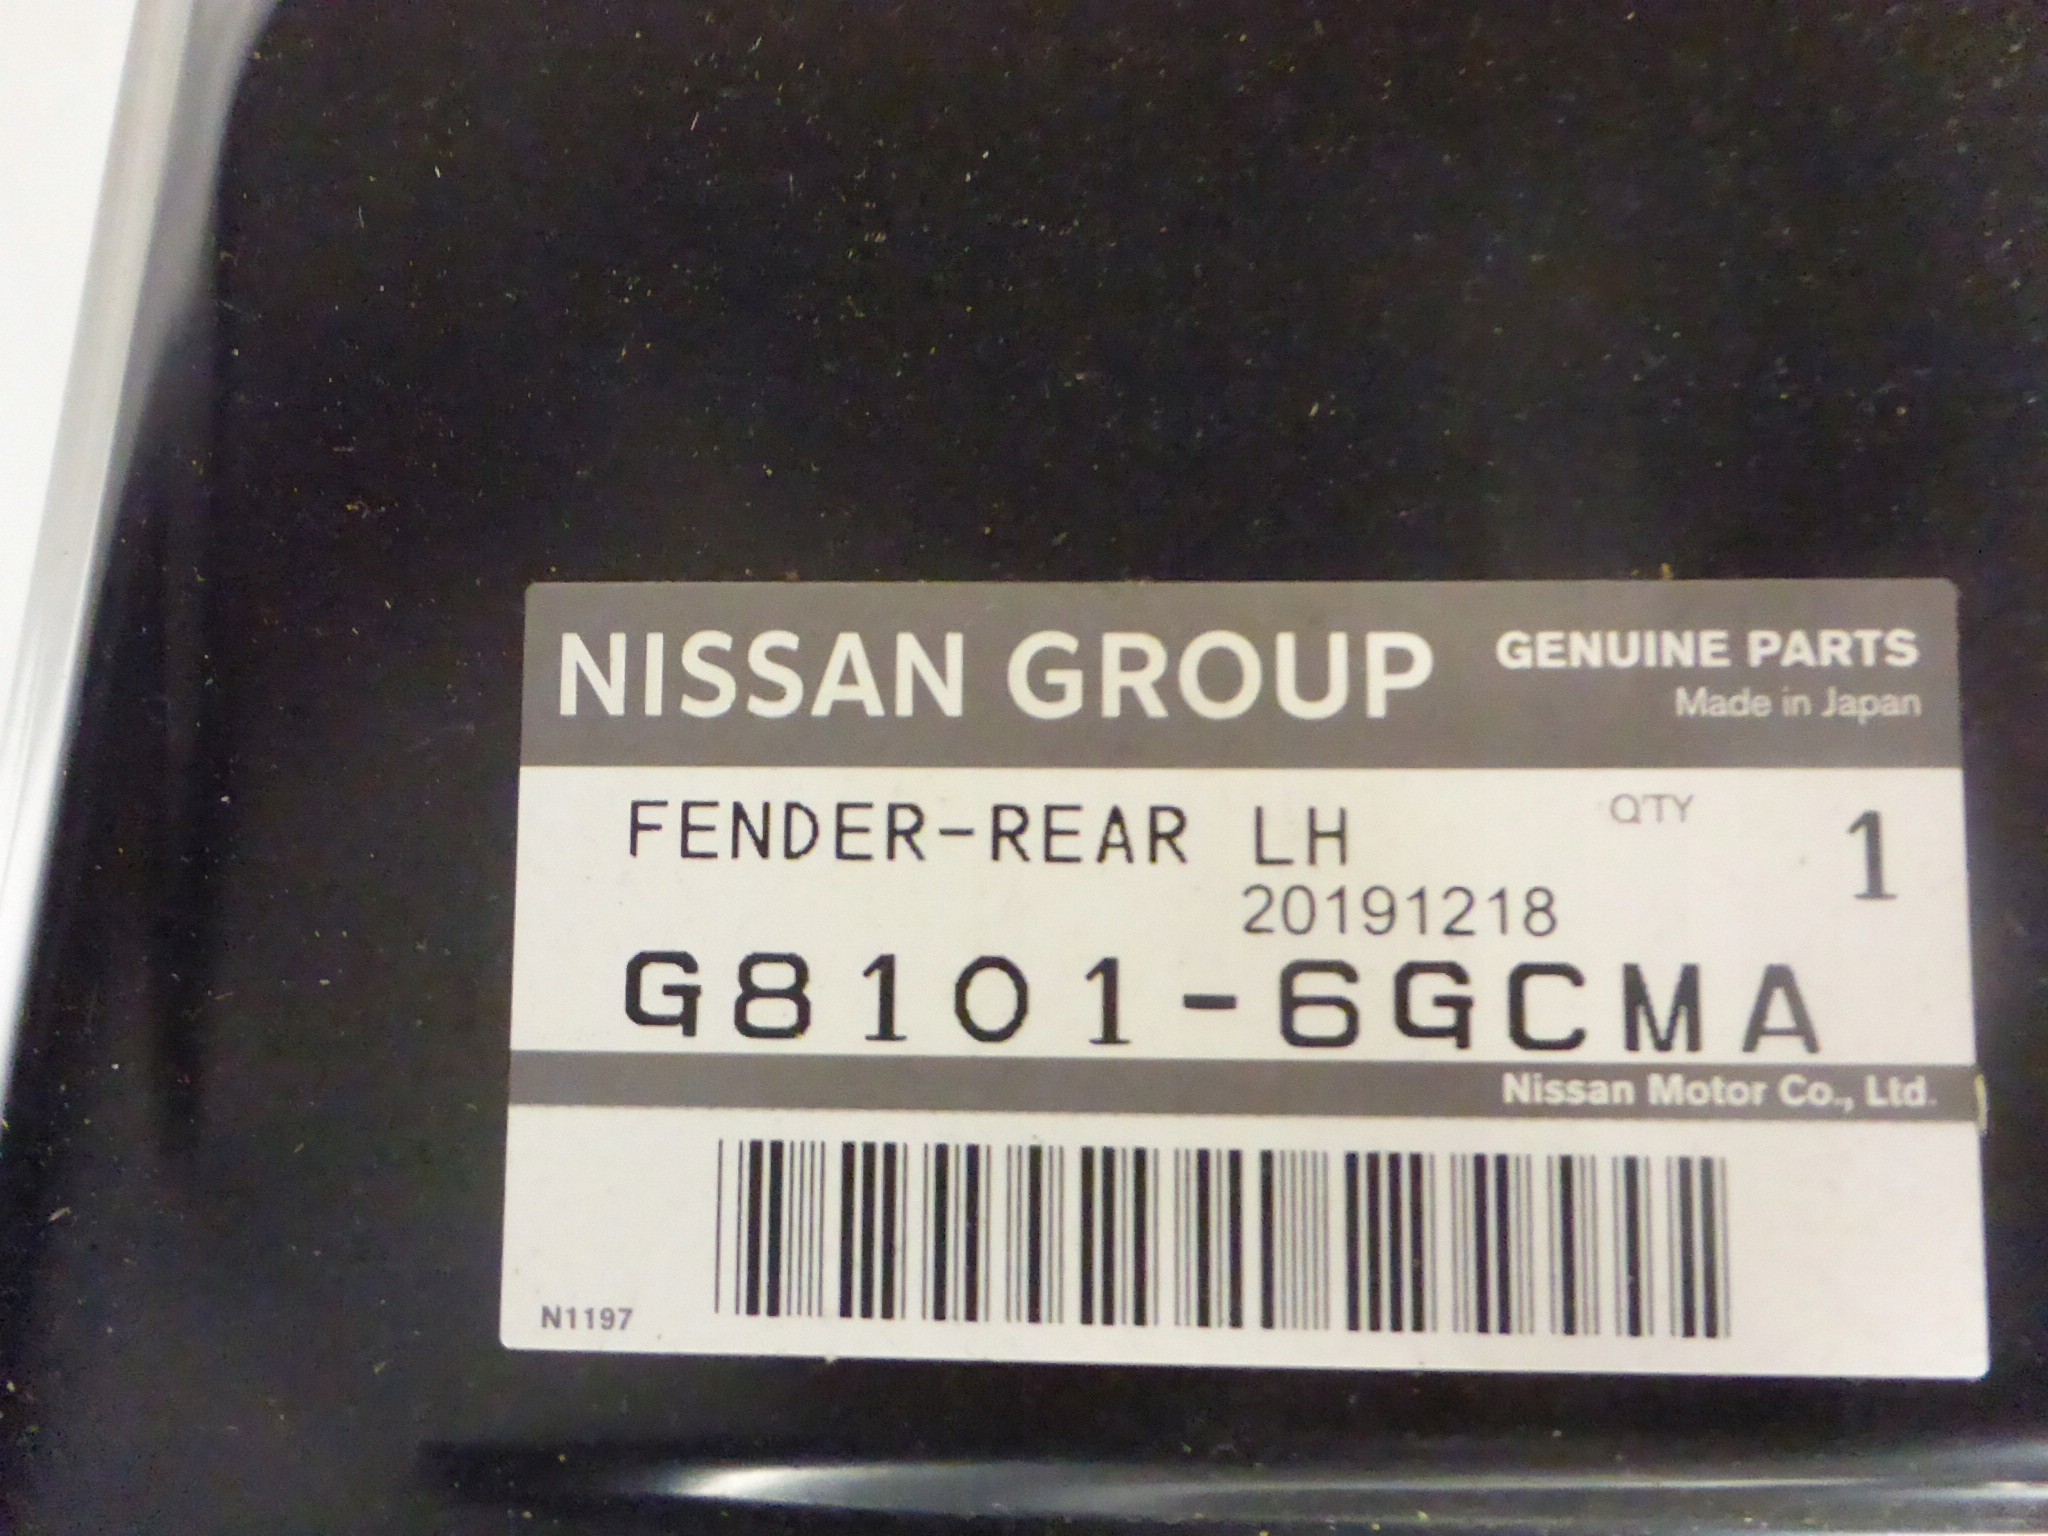 NISSAN GROUP GENUINE PARTS
Made in Japan
FENDER-REAR LH Q'TY 1
20191218
G8101-6GCMA
Nissan Motor Co., Ltd.
N1197